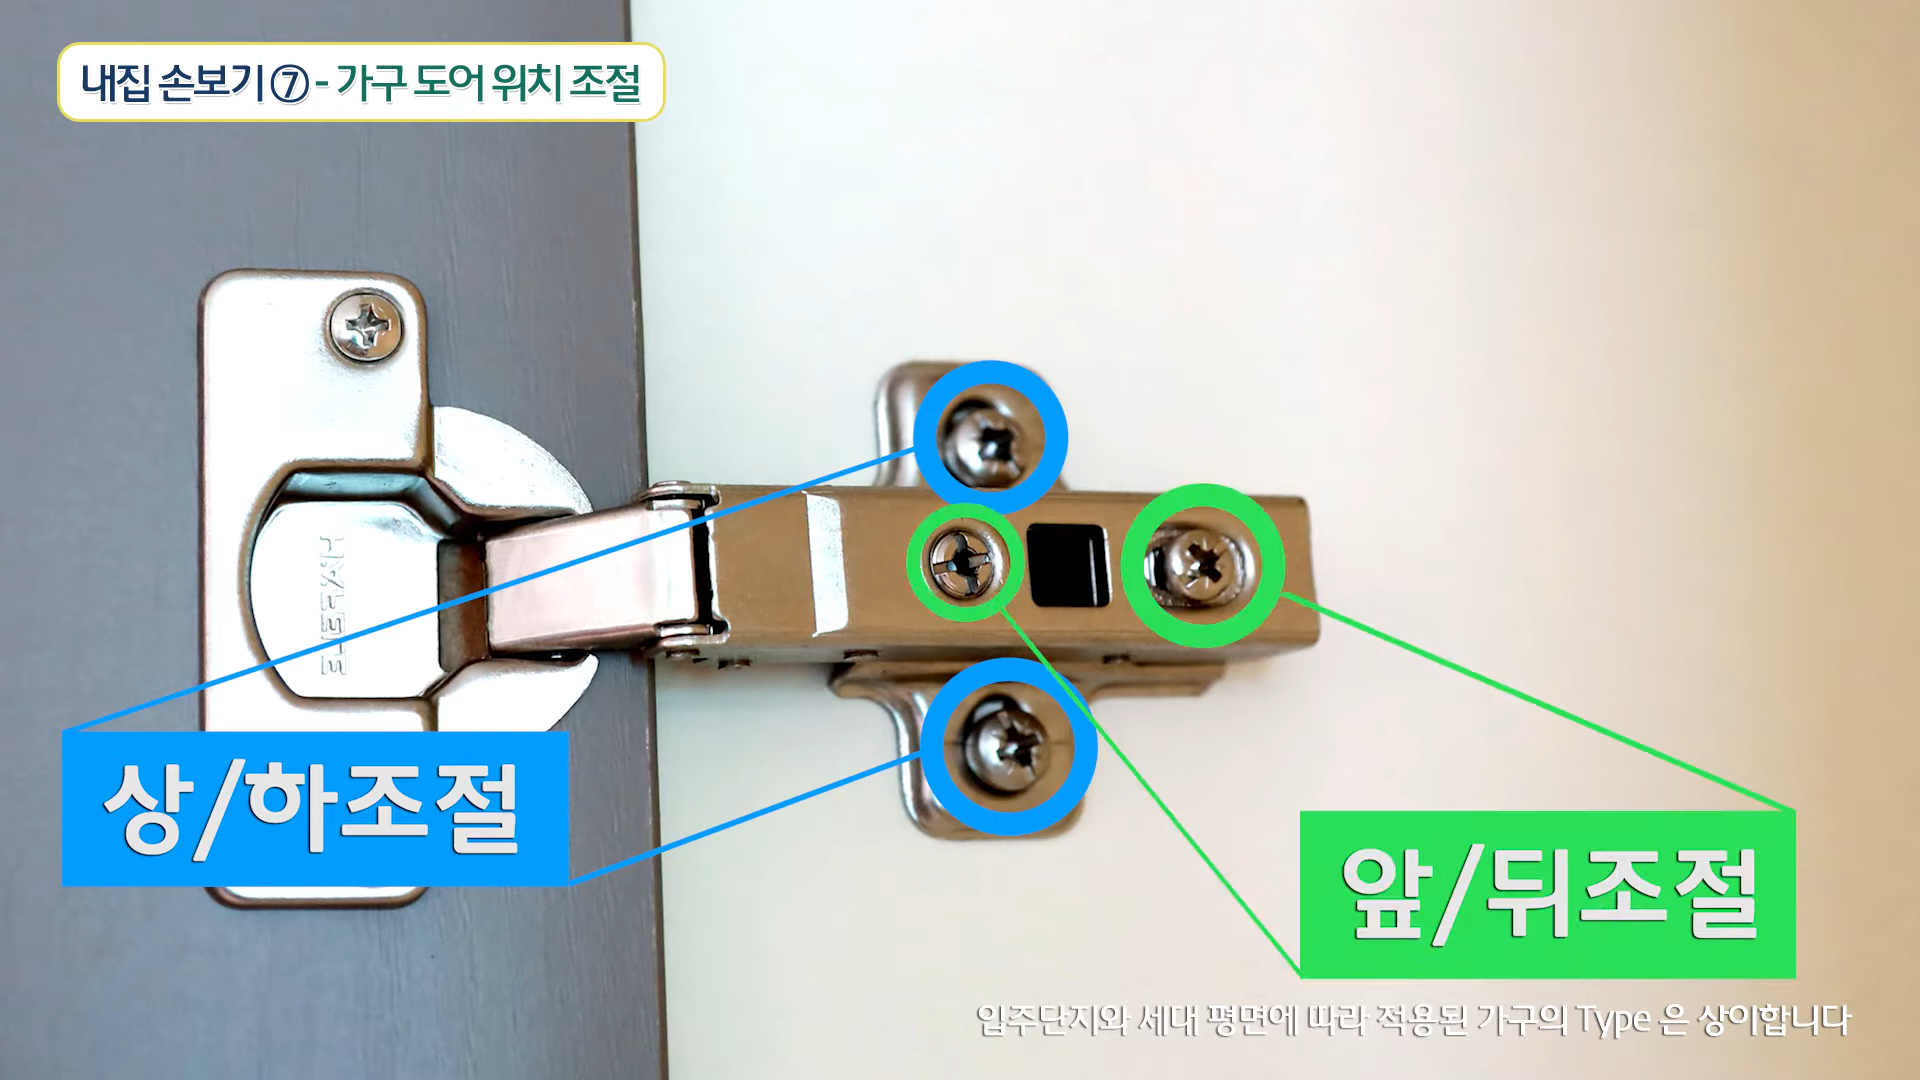 내집 손보기⑦ - 가구 도어 위치 조절
HÄFELE
상/하조절
앞/뒤조절
입주단지와 세대 평면에 따라 적용된 가구의 Type 은 상이합니다